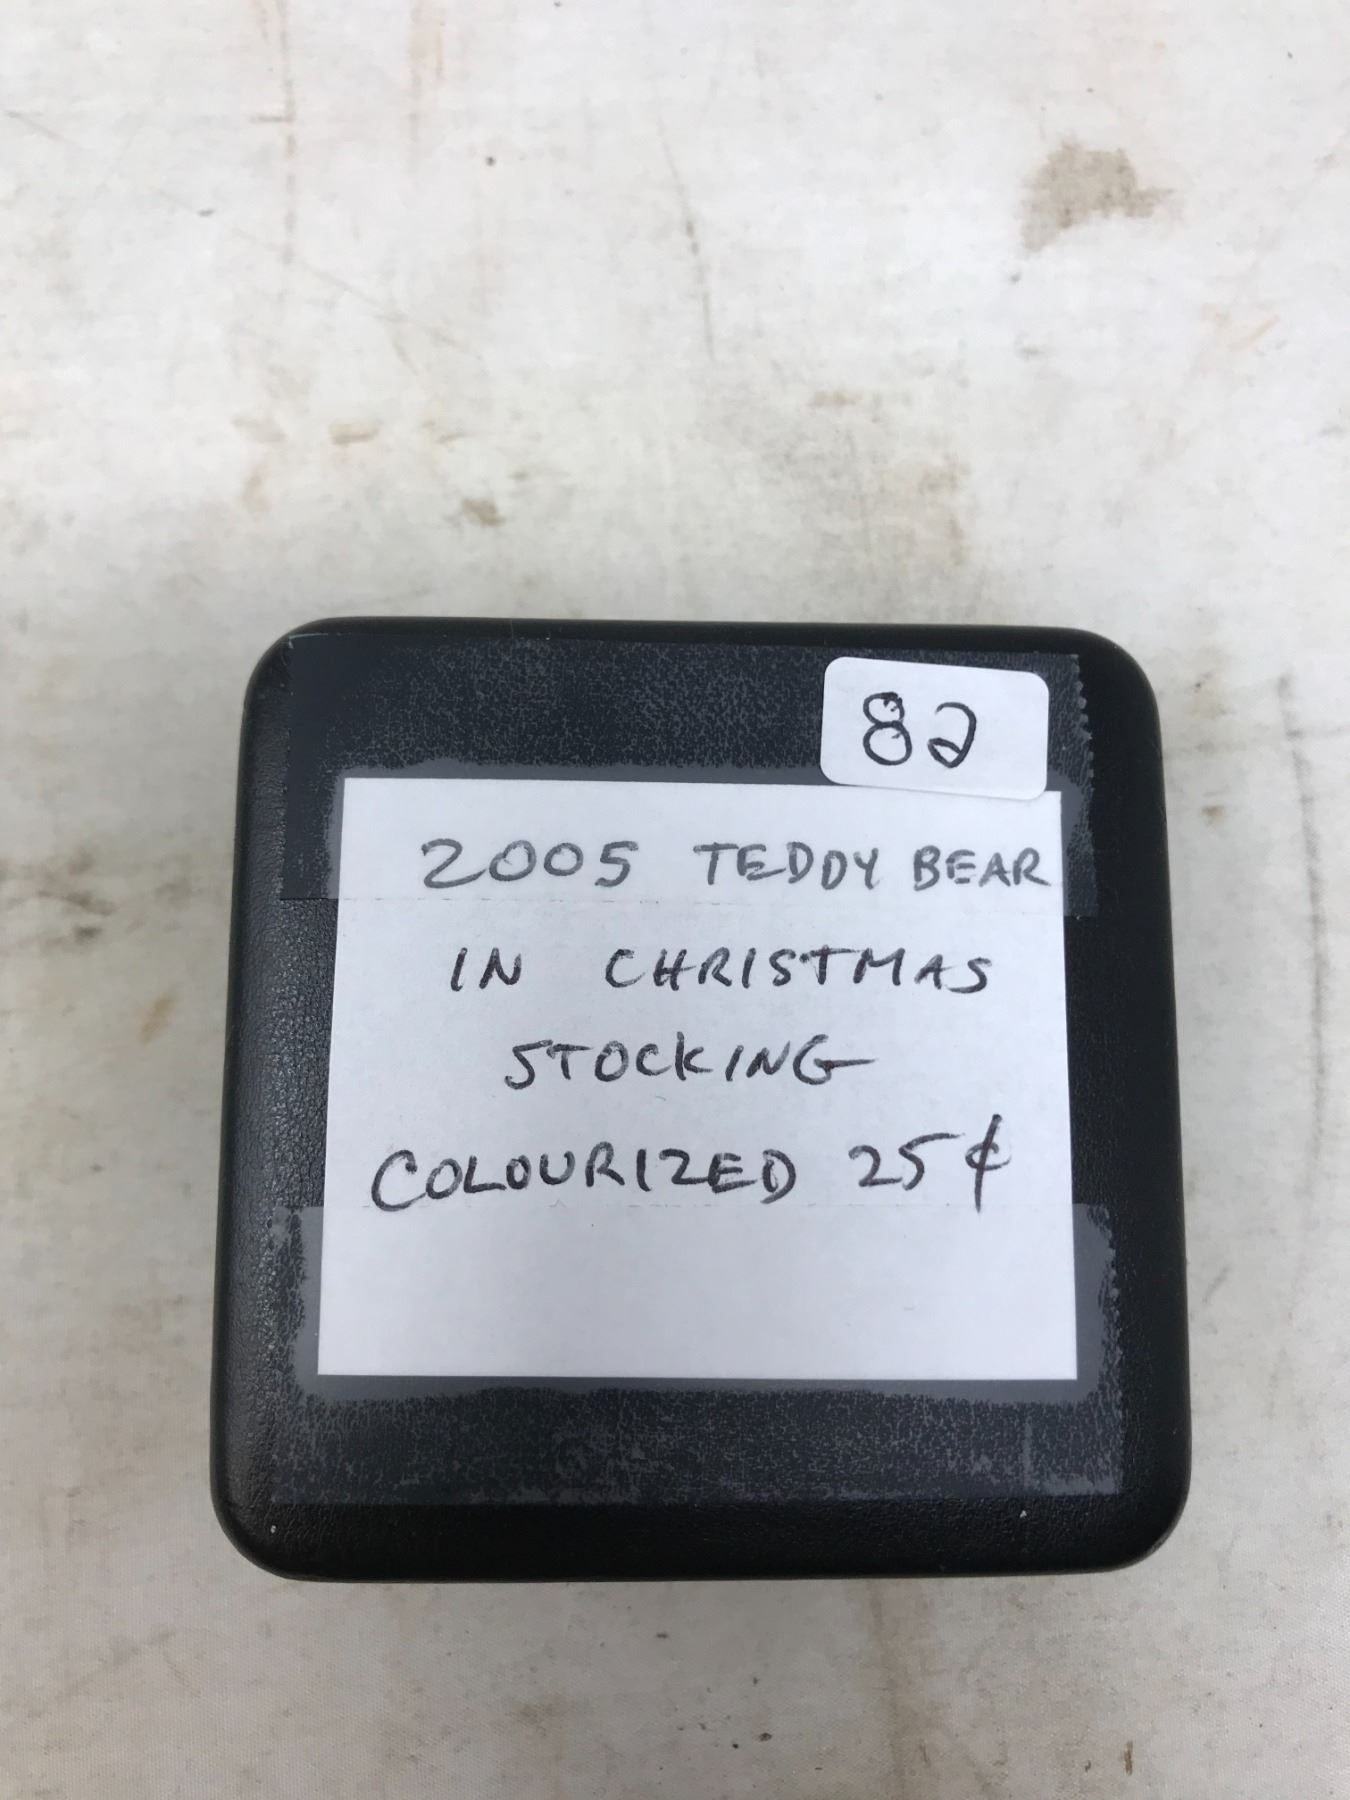 82
2005 TEDDY BEAR
IN CHRISTMAS
STOCKING
COLOURIZED 25¢